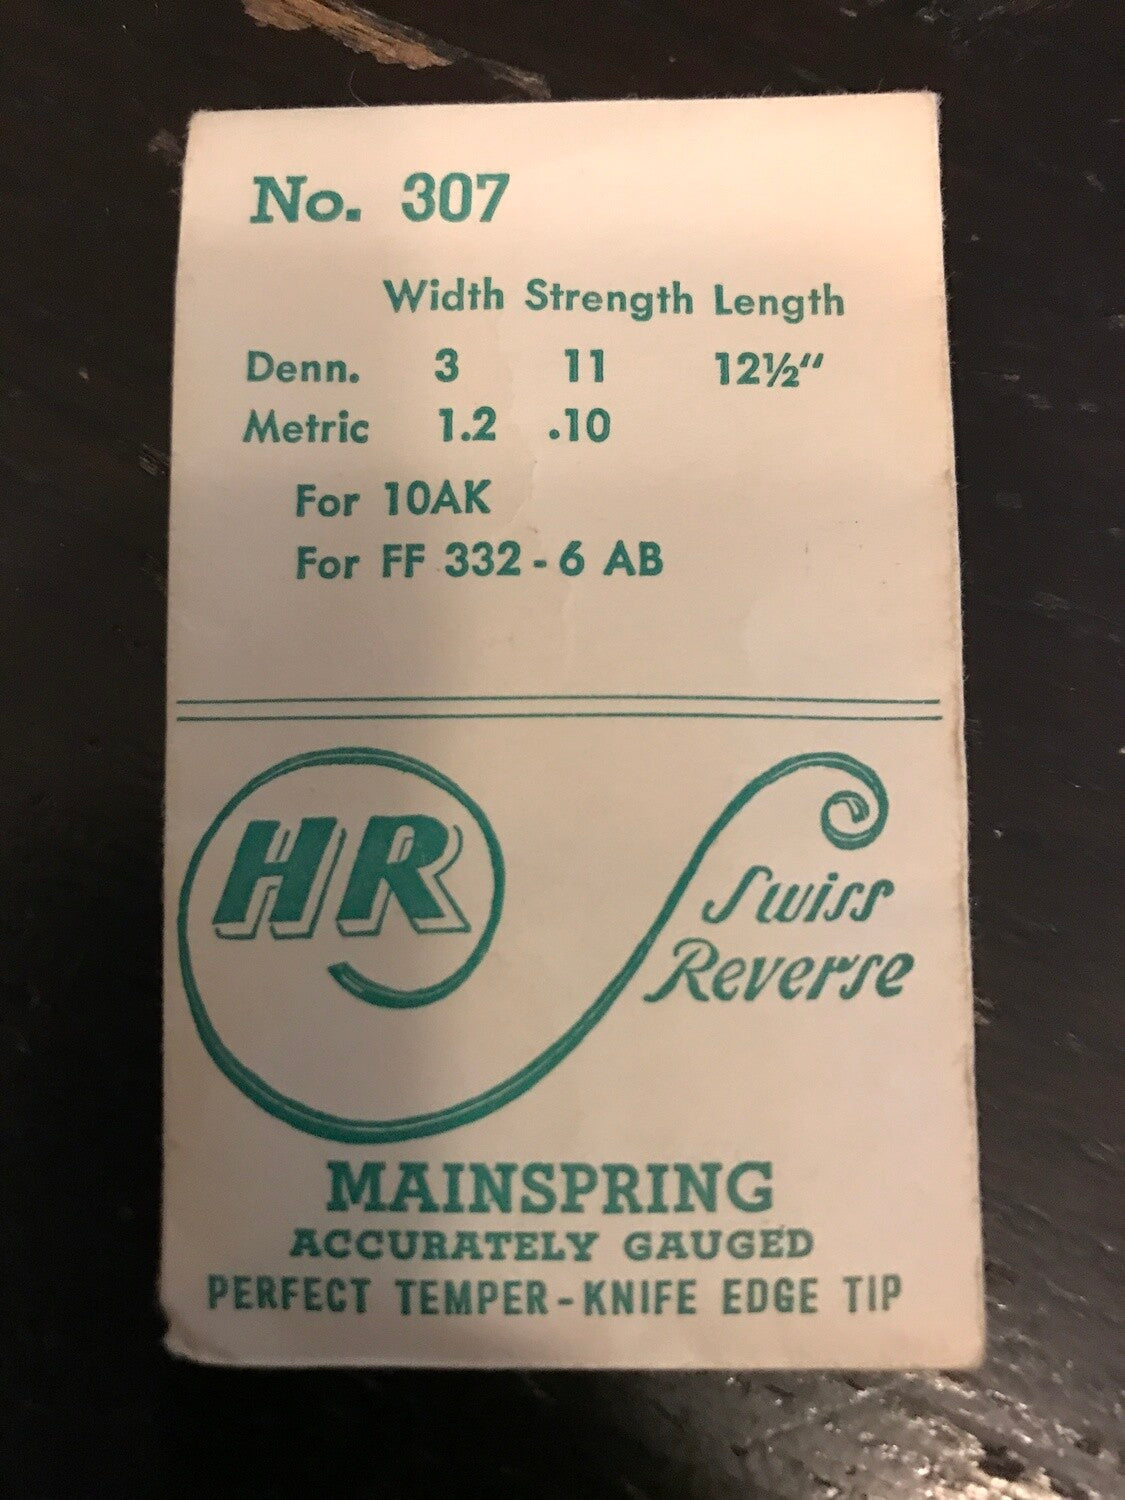 No. 307
Width Strength Length
Denn. 3 11 12½"
Metric 1.2 .10
For 10AK
For FF 332 - 6 AB
HR
Swiss
Reverse
MAINSPRING
ACCURATELY GAUGED
PERFECT TEMPER - KNIFE EDGE TIP